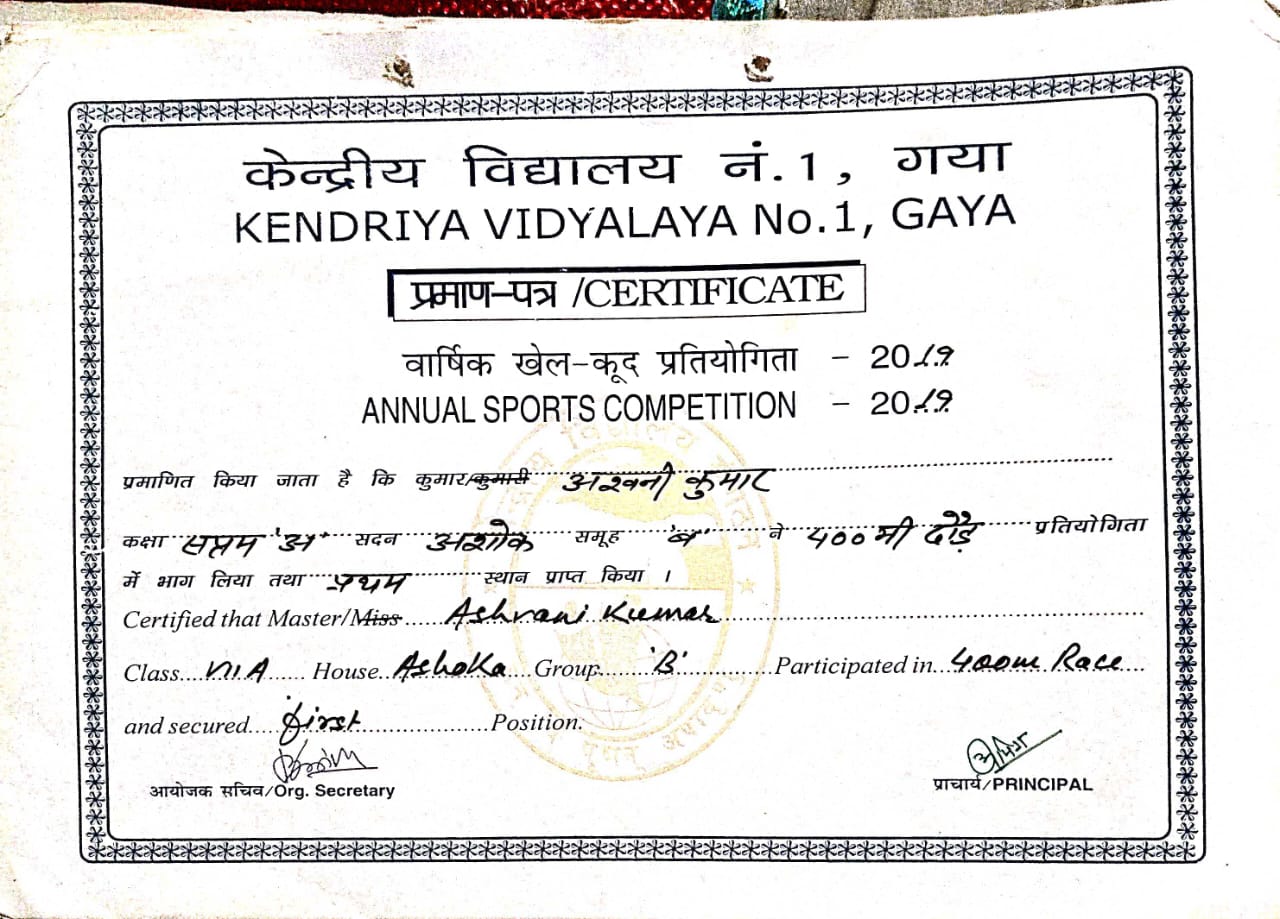 केन्द्रीय विद्यालय नं.1, गया
KENDRIYA VIDYALAYA No.1, GAYA
प्रमाण-पत्र /CERTIFICATE
वार्षिक खेल-कूद प्रतियोगिता - 2019
ANNUAL SPORTS COMPETITION - 2019
प्रमाणित किया जाता है कि कुमार/कुमारी अश्वनी कुमार
कक्षा सप्तम 'अ' सदन अशोक समूह 'ब' ने 400 मी दौड़ प्रतियोगिता
में भाग लिया तथा प्रथम स्थान प्राप्त किया ।
Certified that Master/Miss Ashvani Kumar
Class VII A House Ashoka Group 'B' Participated in 400m Race
and secured first Position.
आयोजक सचिव/Org. Secretary
प्राचार्य/PRINCIPAL